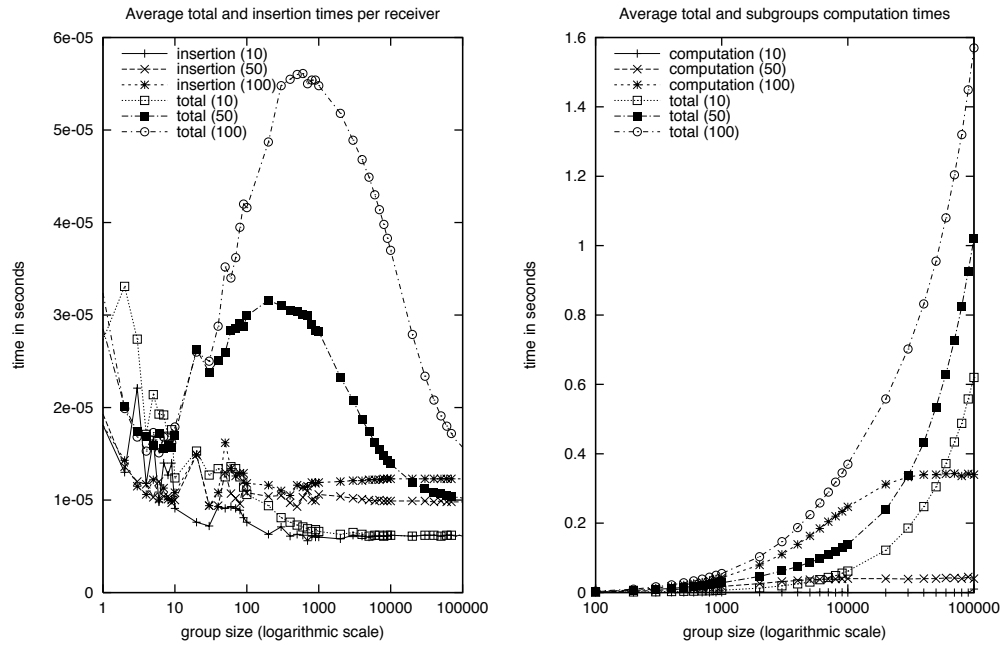 Average total and insertion times per receiver
6e-05
5e-05
4e-05
3e-05
2e-05
1e-05
0
time in seconds
insertion (10)
insertion (50)
insertion (100)
total (10)
total (50)
total (100)
1 10 100 1000 10000 100000
group size (logarithmic scale)
Average total and subgroups computation times
1.6
1.4
1.2
1
0.8
0.6
0.4
0.2
0
time in seconds
computation (10)
computation (50)
computation (100)
total (10)
total (50)
total (100)
100 1000 10000 100000
group size (logarithmic scale)